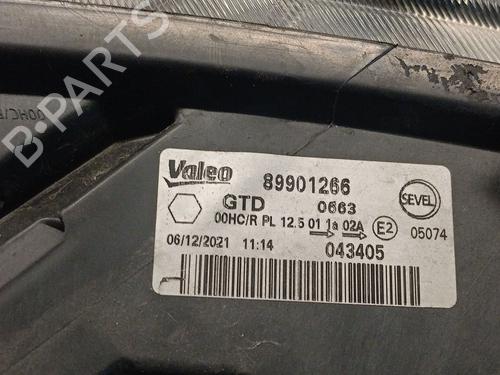 B-PARTS
00HC/R
Valeo 89901266
GTD 0663
SEVEL
00HC/R PL 12.5 01 1a 02A E2 05074
06/12/2021 11:14 043405